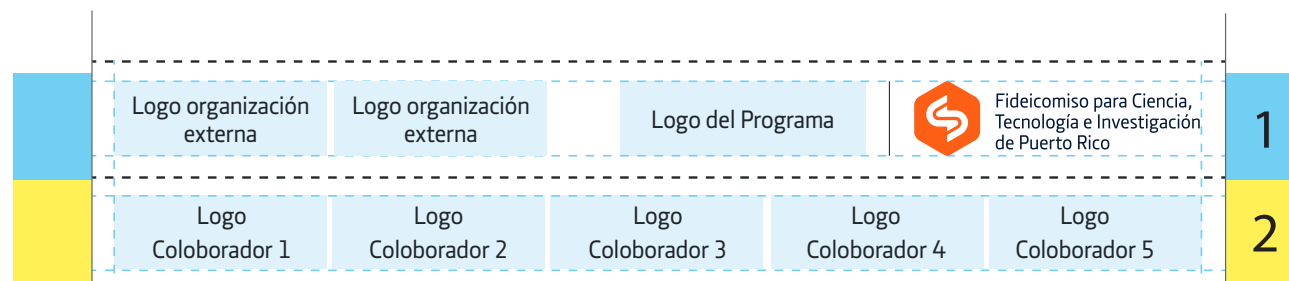 Logo organización
externa
Logo organización
externa
Logo del Programa
Fideicomiso para Ciencia,
Tecnología e Investigación
de Puerto Rico
1
Logo
Coloborador 1
Logo
Coloborador 2
Logo
Coloborador 3
Logo
Coloborador 4
Logo
Coloborador 5
2